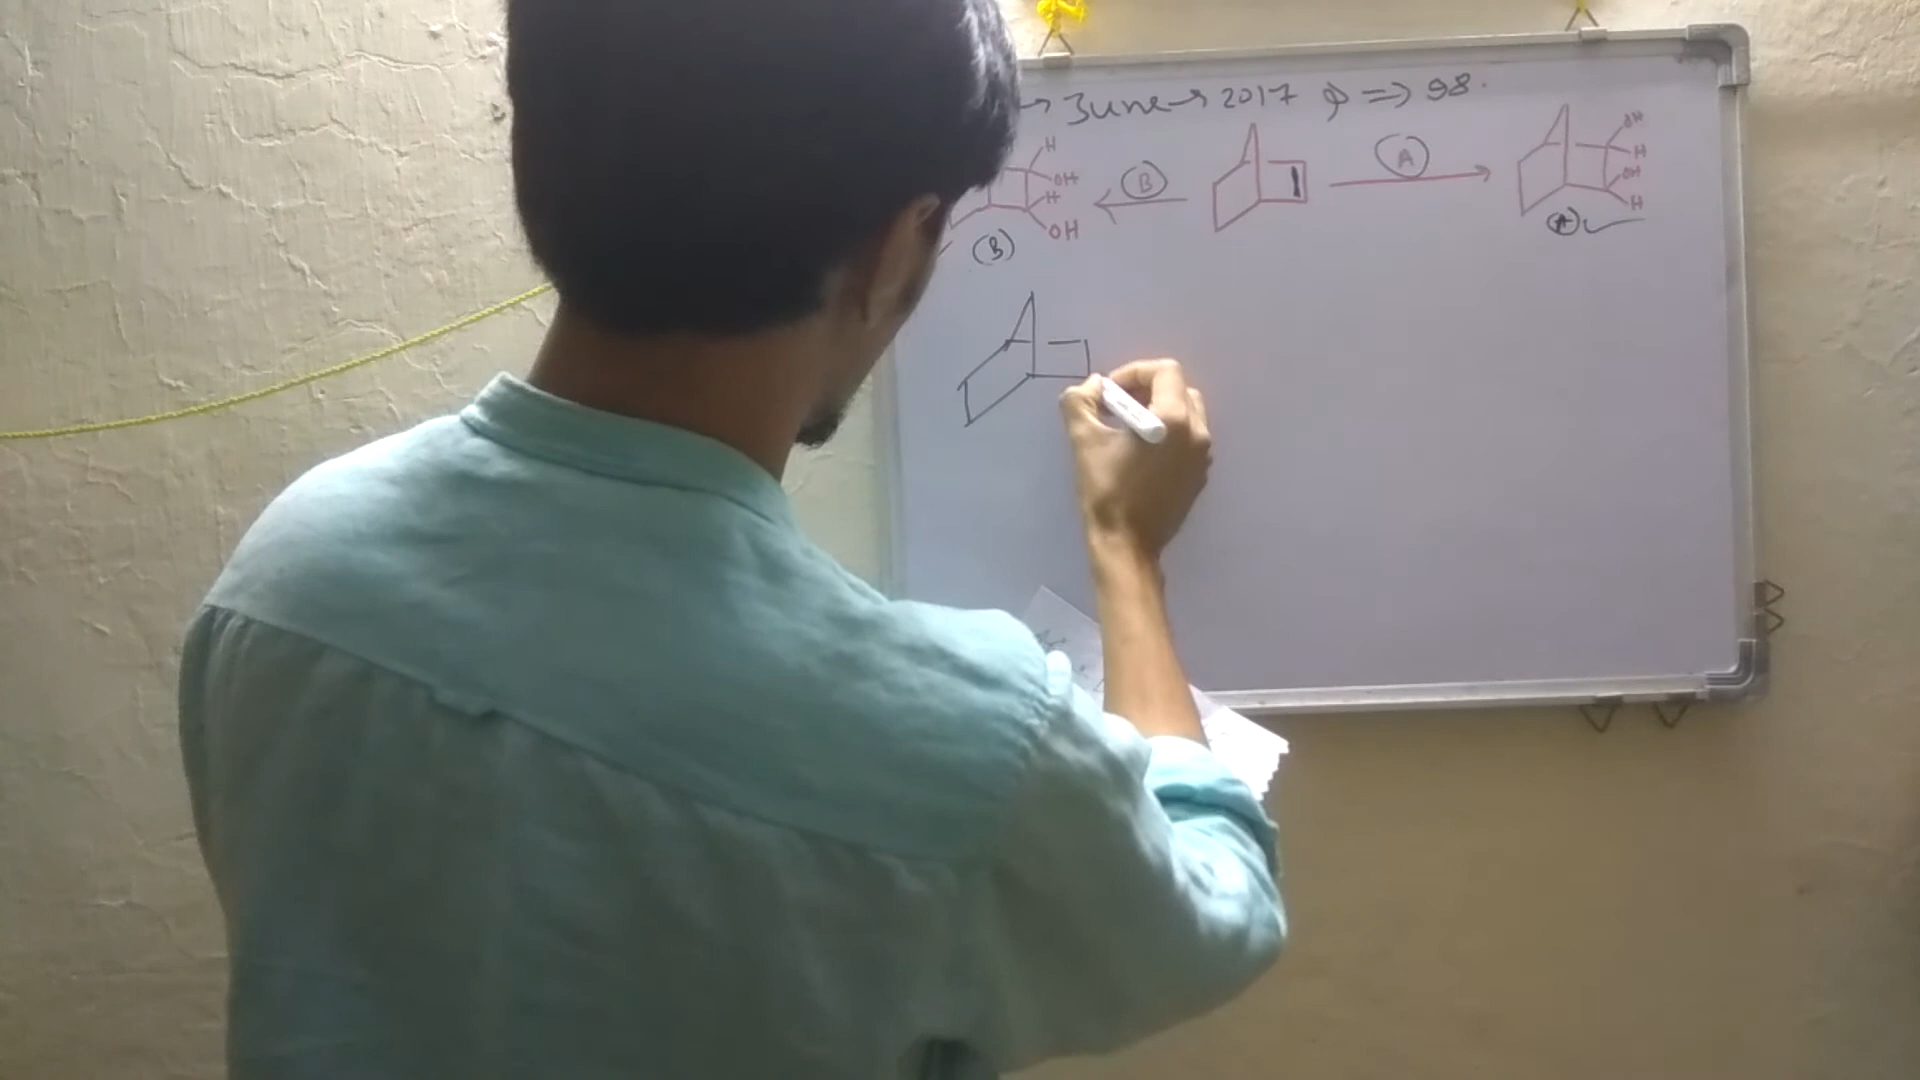 → June → 2017 Φ ⇒ 98.
H
OH
H
OH
(B)
B
A
OH
H
OH
H
(A)